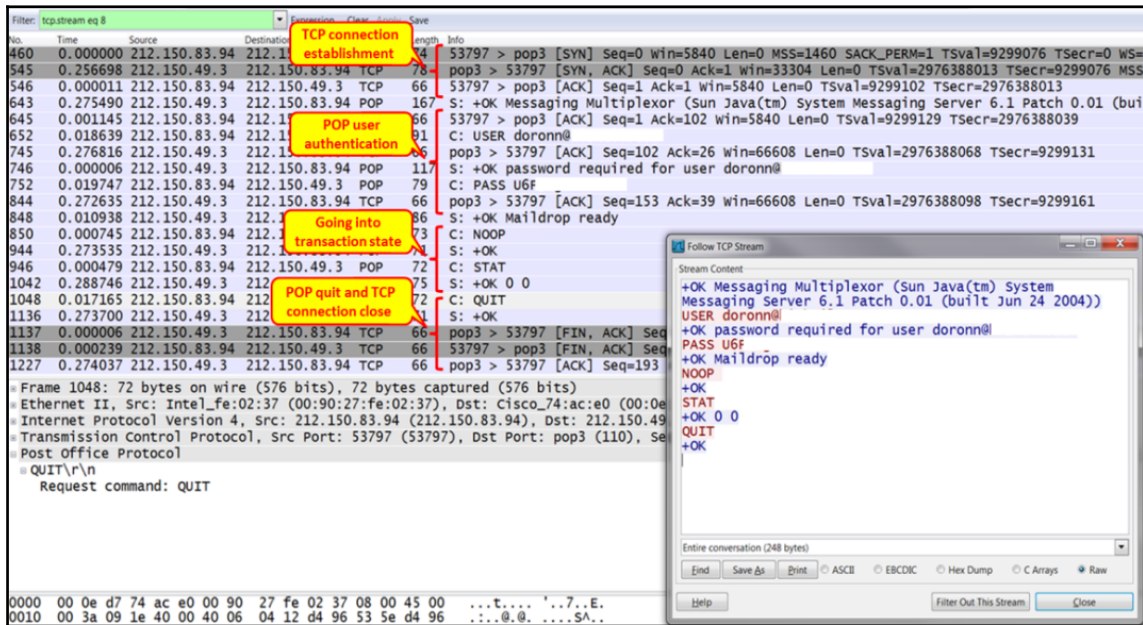 Filter: tcp.stream eq 8 Expression... Clear Apply Save
No. Time Source Destination Length Info
460 0.000000 212.150.83.94 212.1 74 53797 > pop3 [SYN] Seq=0 Win=5840 Len=0 MSS=1460 SACK_PERM=1 TSval=9299076 TSecr=0 WS
545 0.256698 212.150.49.3 212.150.83.94 TCP 78 pop3 > 53797 [SYN, ACK] Seq=0 Ack=1 Win=33304 Len=0 TSval=2976388013 TSecr=9299076 MSS
546 0.000011 212.150.83.94 212.150.49.3 TCP 66 53797 > pop3 [ACK] Seq=1 Ack=1 Win=5840 Len=0 TSval=9299102 TSecr=2976388013
643 0.275490 212.150.49.3 212.150.83.94 POP 167 S: +OK Messaging Multiplexor (Sun Java(tm) System Messaging Server 6.1 Patch 0.01 (bui
645 0.001145 212.150.83.94 212.1 66 53797 > pop3 [ACK] Seq=1 Ack=102 Win=5840 Len=0 TSval=9299129 TSecr=2976388039
652 0.018639 212.150.83.94 212.1 91 C: USER doronn@
745 0.276816 212.150.49.3 212.1 66 pop3 > 53797 [ACK] Seq=102 Ack=26 Win=66608 Len=0 TSval=2976388068 TSecr=9299131
746 0.000006 212.150.49.3 212.150.83.94 POP 117 S: +OK password required for user doronn@
752 0.019747 212.150.83.94 212.150.49.3 POP 79 C: PASS U6F
844 0.272635 212.150.49.3 212.150.83.94 TCP 66 pop3 > 53797 [ACK] Seq=153 Ack=39 Win=66608 Len=0 TSval=2976388098 TSecr=9299161
848 0.010938 212.150.49.3 212. 86 S: +OK Maildrop ready
850 0.000745 212.150.83.94 212. 73 C: NOOP
944 0.273535 212.150.49.3 212. 71 S: +OK
946 0.000479 212.150.83.94 212.150.49.3 POP 72 C: STAT
1042 0.288746 212.150.49.3 212. 75 S: +OK 0 0
1048 0.017165 212.150.83.94 212. 72 C: QUIT
1136 0.273700 212.150.49.3 212. 71 S: +OK
1137 0.000006 212.150.49.3 212.150.83.94 TCP 66 pop3 > 53797 [FIN, ACK] Seq
1138 0.000239 212.150.83.94 212.150.49.3 TCP 66 53797 > pop3 [FIN, ACK] Seq
1227 0.274037 212.150.49.3 212.150.83.94 TCP 66 pop3 > 53797 [ACK] Seq=193
TCP connection
establishment
POP user
authentication
Going into
transaction state
POP quit and TCP
connection close
Frame 1048: 72 bytes on wire (576 bits), 72 bytes captured (576 bits)
Ethernet II, Src: Intel_fe:02:37 (00:90:27:fe:02:37), Dst: Cisco_74:ac:e0 (00:0e
Internet Protocol Version 4, Src: 212.150.83.94 (212.150.83.94), Dst: 212.150.49
Transmission Control Protocol, Src Port: 53797 (53797), Dst Port: pop3 (110), Se
Post Office Protocol
QUIT\r\n
Request command: QUIT
0000 00 0e d7 74 ac e0 00 90 27 fe 02 37 08 00 45 00 ...t.... '..7..E.
0010 00 3a 09 1e 40 00 40 06 04 12 d4 96 53 5e d4 96 .:..@.@. ....S^..
Follow TCP Stream
Stream Content
+OK Messaging Multiplexor (Sun Java(tm) System
Messaging Server 6.1 Patch 0.01 (built Jun 24 2004))
USER doronn@
+OK password required for user doronn@
PASS U6F
+OK Maildrop ready
NOOP
+OK
STAT
+OK 0 0
QUIT
+OK
Entire conversation (248 bytes)
Find Save As Print ASCII EBCDIC Hex Dump C Arrays Raw
Help Filter Out This Stream Close